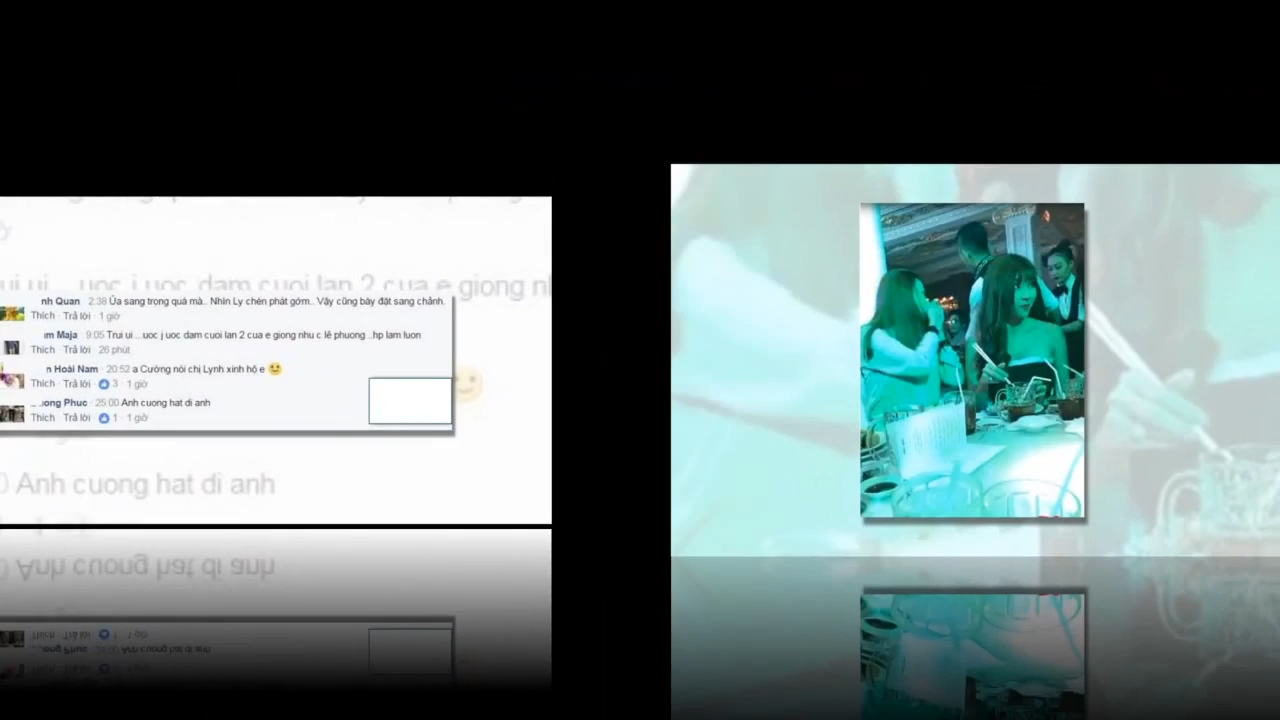 ui ui ... uoc j uoc dam cuoi lan 2 cua e giong n
nh Quan 2:38 Ủa sang trong quá mà.. Nhìn Ly chén phát gớm.. Vậy cũng bày đặt sang chảnh.
Thích · Trả lời · 1 giờ
m Maja · 9:05 Trui ui ...uoc j uoc dam cuoi lan 2 cua e giong nhu c lê phuong ..hp lam luon
Thích · Trả lời · 26 phút
n Hoài Nam · 20:52 a Cường nói chị Lynh xinh hộ e 😀
Thích · Trả lời · 3 · 1 giờ
ong Phuc · 25:00 Anh cuong hat di anh
Thích · Trả lời · 1 · 1 giờ
0 Anh cuong hat di anh